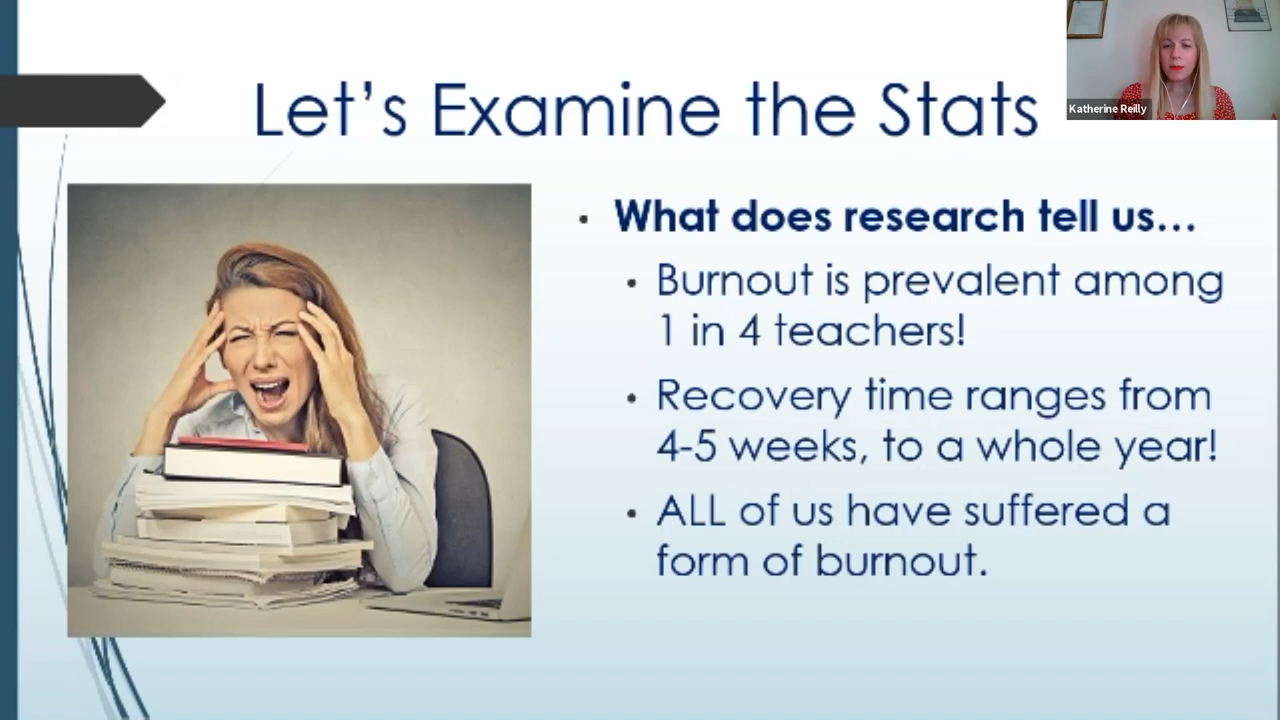 Let's Examine the Stats
Katherine Reilly
• What does research tell us…
• Burnout is prevalent among
1 in 4 teachers!
• Recovery time ranges from
4-5 weeks, to a whole year!
• ALL of us have suffered a
form of burnout.